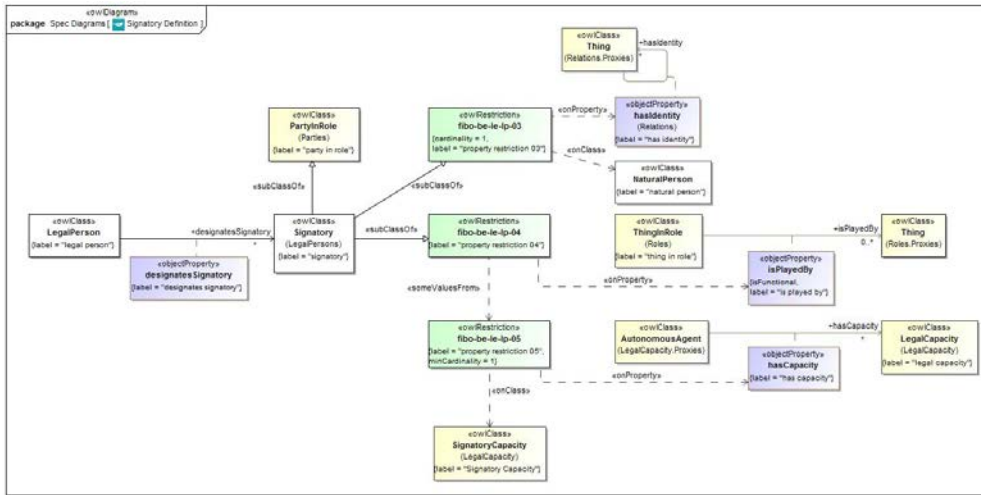 «owlDiagram»
package Spec Diagrams [ Signatory Definition ]
«owlClass»
Thing
(Relations.Proxies)
+hasIdentity
*
«owlClass»
PartyInRole
(Parties)
{label = "party in role"}
«owlRestriction»
fibo-be-le-lp-03
{cardinality = 1,
label = "property restriction 03"}
«onProperty»
«objectProperty»
hasIdentity
(Relations)
{label = "has identity"}
«onClass»
«owlClass»
NaturalPerson
{label = "natural person"}
«subClassOf»
«subClassOf»
«owlClass»
LegalPerson
{label = "legal person"}
+designatesSignatory
*
«objectProperty»
designatesSignatory
{label = "designates signatory"}
«owlClass»
Signatory
(LegalPersons)
{label = "signatory"}
«subClassOf»
«owlRestriction»
fibo-be-le-lp-04
{label = "property restriction 04"}
«owlClass»
ThingInRole
(Roles)
{label = "thing in role"}
+isPlayedBy
0..*
«owlClass»
Thing
(Roles.Proxies)
«onProperty»
«objectProperty»
isPlayedBy
{isFunctional,
label = "is played by"}
«someValuesFrom»
«owlRestriction»
fibo-be-le-lp-05
{label = "property restriction 05",
minCardinality = 1}
«owlClass»
AutonomousAgent
(LegalCapacity.Proxies)
+hasCapacity
*
«owlClass»
LegalCapacity
(LegalCapacity)
{label = "legal capacity"}
«onProperty»
«objectProperty»
hasCapacity
{label = "has capacity"}
«onClass»
«owlClass»
SignatoryCapacity
(LegalCapacity)
{label = "Signatory Capacity"}